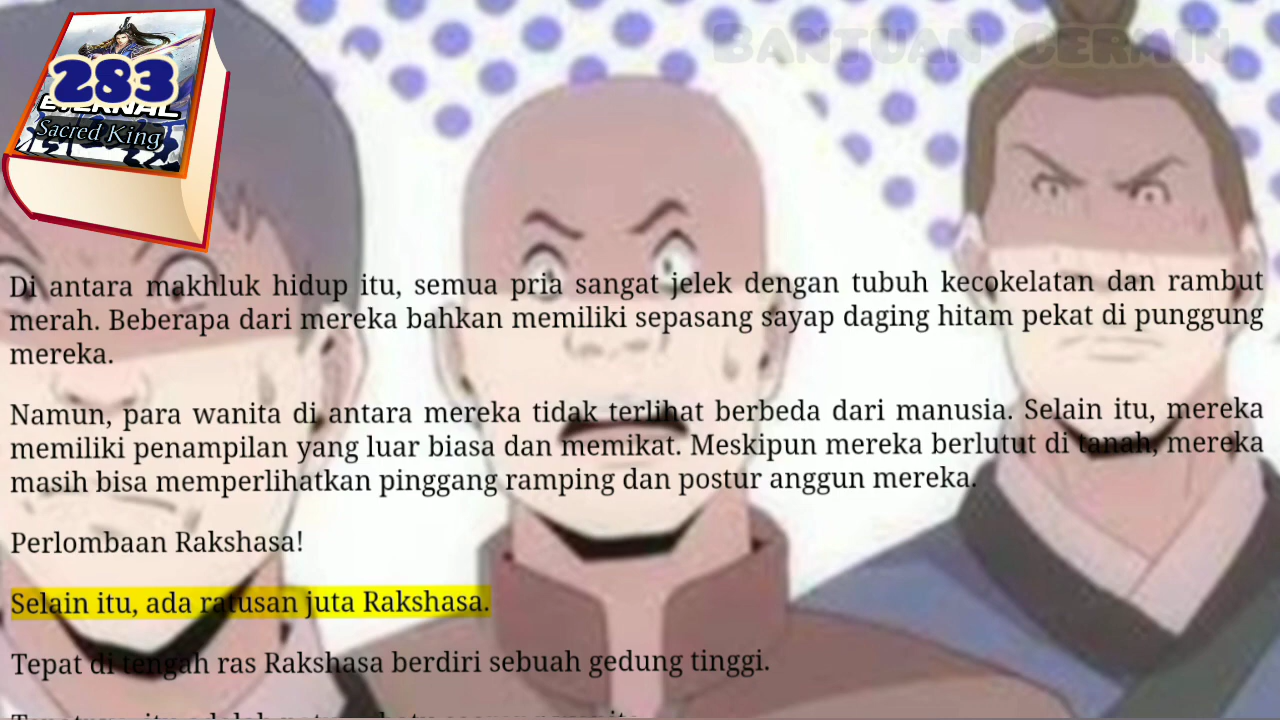 BANTUAN CERMIN
283
ETERNAL
Sacred King
Di antara makhluk hidup itu, semua pria sangat jelek dengan tubuh kecokelatan dan rambut
merah. Beberapa dari mereka bahkan memiliki sepasang sayap daging hitam pekat di punggung
mereka.
Namun, para wanita di antara mereka tidak terlihat berbeda dari manusia. Selain itu, mereka
memiliki penampilan yang luar biasa dan memikat. Meskipun mereka berlutut di tanah, mereka
masih bisa memperlihatkan pinggang ramping dan postur anggun mereka.
Perlombaan Rakshasa!
Selain itu, ada ratusan juta Rakshasa.
Tepat di tengah ras Rakshasa berdiri sebuah gedung tinggi.